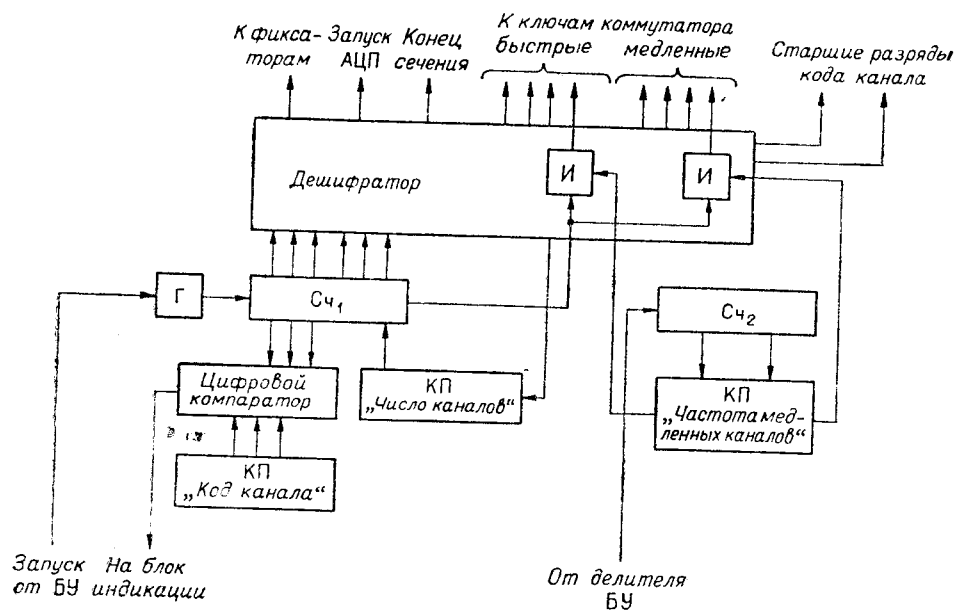 К фикса-
торам
Запуск
АЦП
Конец
сечения
К ключам коммутатора
быстрые
медленные
Старшие разряды
кода канала
Дешифратор
И
И
Г
Сч1
Сч2
Цифровой
компаратор
КП
„Число каналов“
КП
„Частота мед-
ленных каналов“
КП
„Код канала“
Запуск
от БУ
На блок
индикации
От делителя
БУ